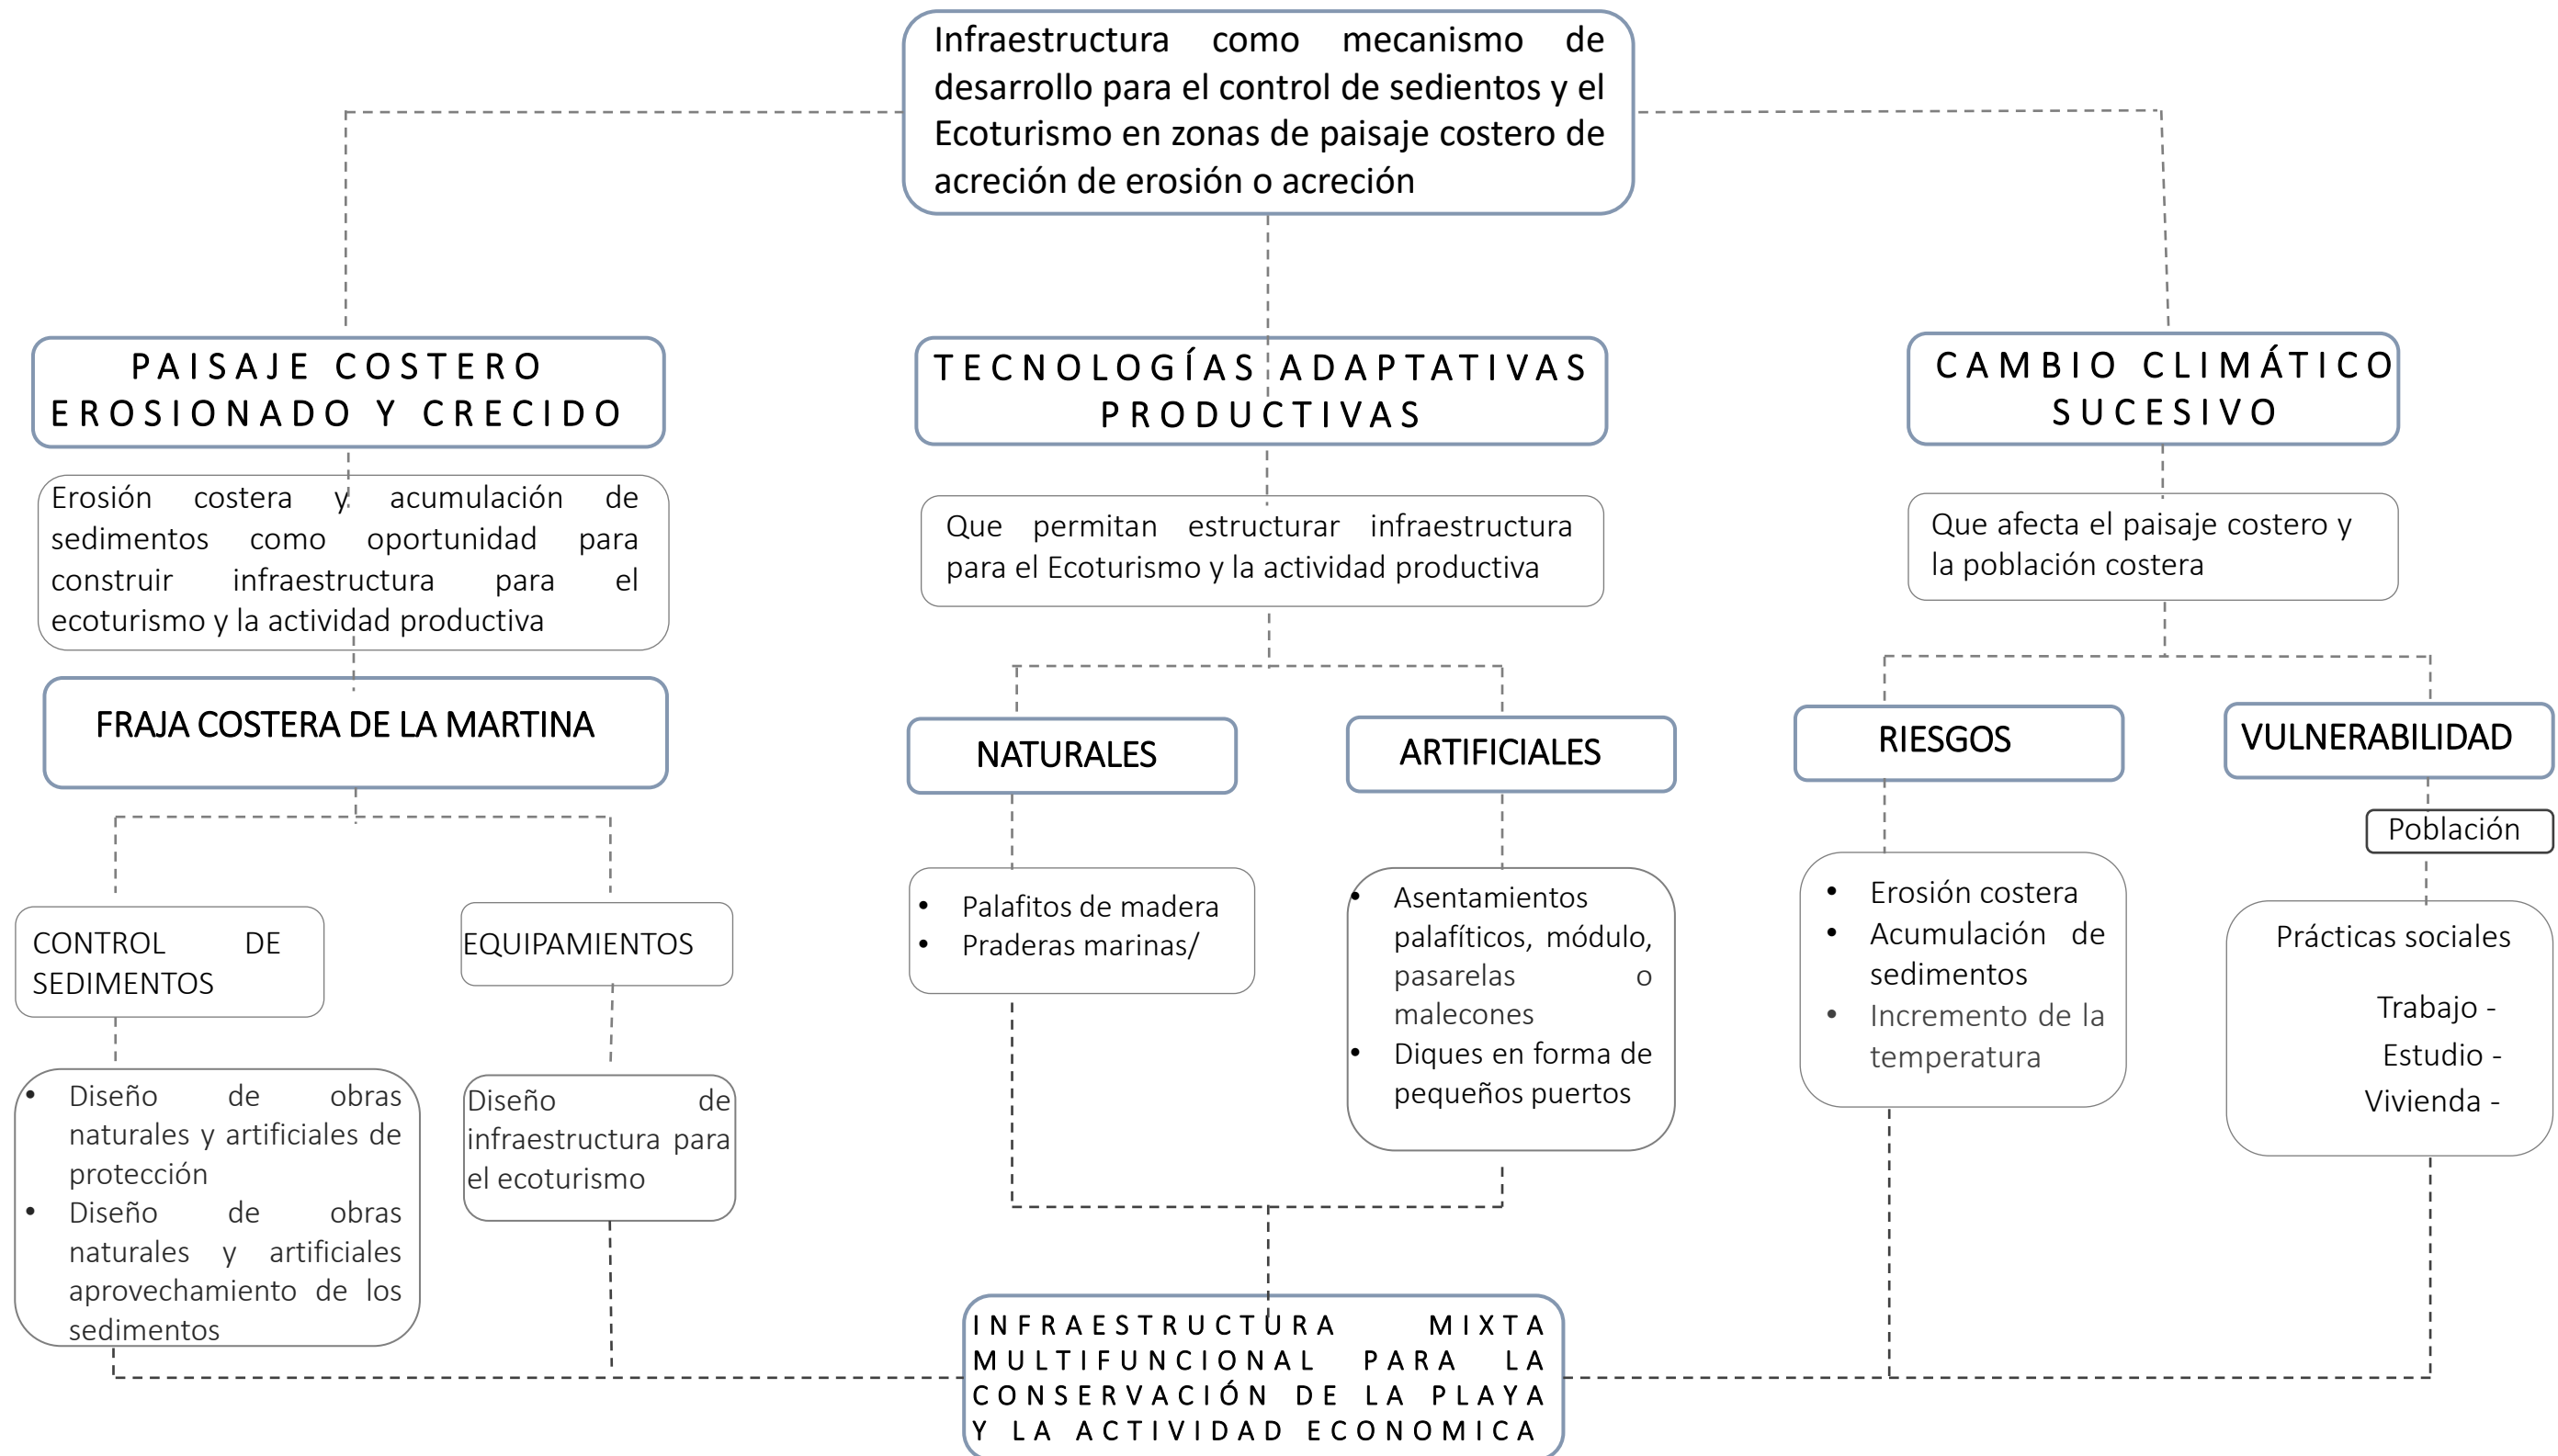 Infraestructura como mecanismo de
desarrollo para el control de sedientos y el
Ecoturismo en zonas de paisaje costero de
acreción de erosión o acreción
PAISAJE COSTERO
EROSIONADO Y CRECIDO
Erosión costera y acumulación de
sedimentos como oportunidad para
construir infraestructura para el
ecoturismo y la actividad productiva
FRAJA COSTERA DE LA MARTINA
CONTROL DE
SEDIMENTOS
• Diseño de obras
naturales y artificiales de
protección
• Diseño de obras
naturales y artificiales
aprovechamiento de los
sedimentos
EQUIPAMIENTOS
Diseño de
infraestructura para
el ecoturismo
TECNOLOGÍAS ADAPTATIVAS
PRODUCTIVAS
Que permitan estructurar infraestructura
para el Ecoturismo y la actividad productiva
NATURALES
• Palafitos de madera
• Praderas marinas/
ARTIFICIALES
• Asentamientos
palafíticos, módulo,
pasarelas o
malecones
• Diques en forma de
pequeños puertos
CAMBIO CLIMÁTICO
SUCESIVO
Que afecta el paisaje costero y
la población costera
RIESGOS
• Erosión costera
• Acumulación de
sedimentos
• Incremento de la
temperatura
VULNERABILIDAD
Población
Prácticas sociales
Trabajo -
Estudio -
Vivienda -
INFRAESTRUCTURA MIXTA
MULTIFUNCIONAL PARA LA
CONSERVACIÓN DE LA PLAYA
Y LA ACTIVIDAD ECONOMICA